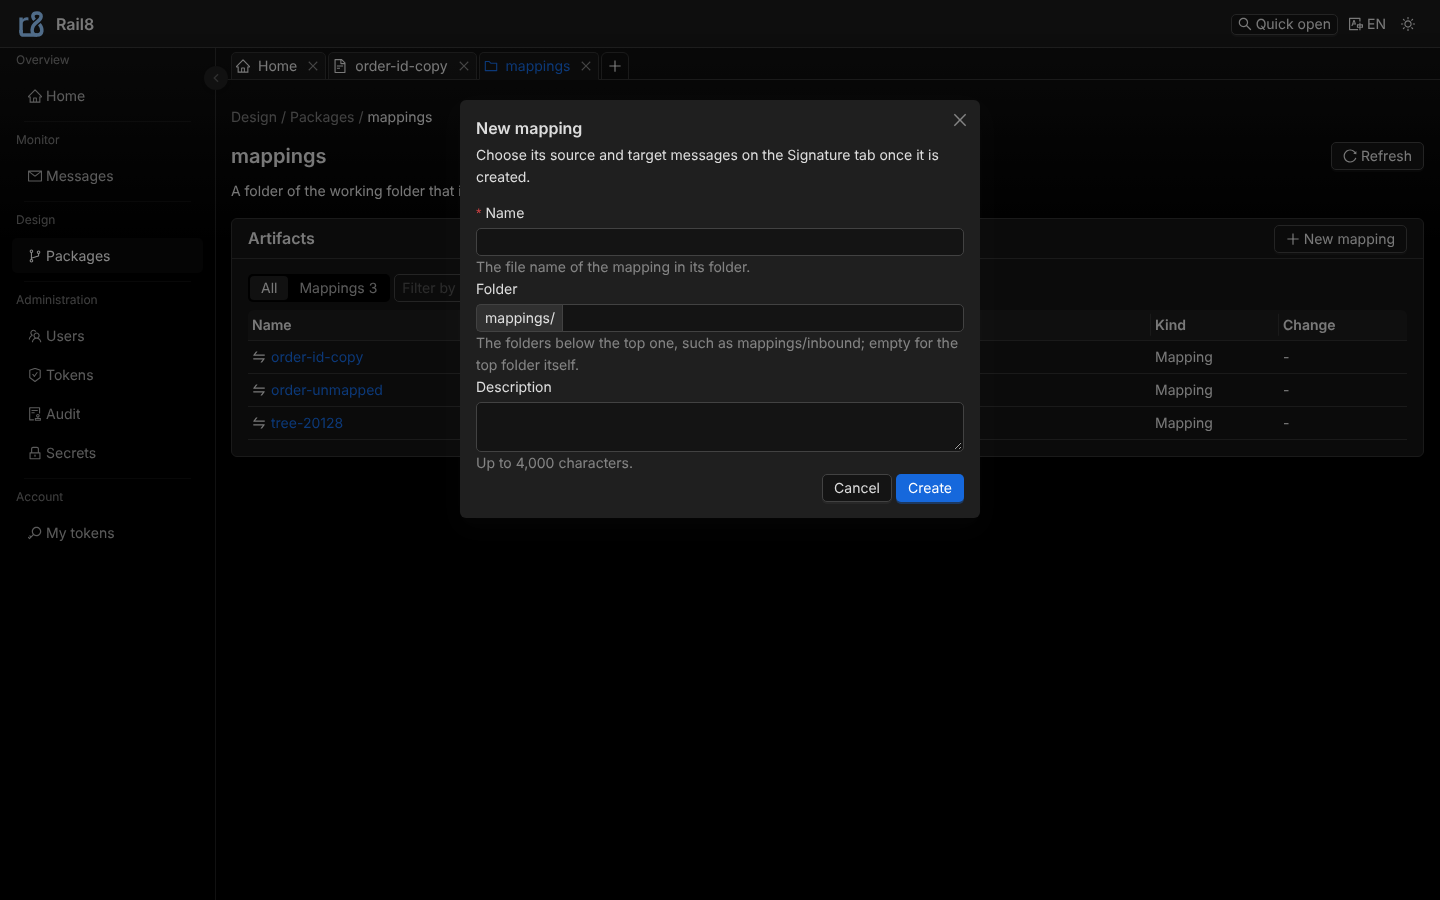 Rail8
Quick open
EN
Overview
Home
Monitor
Messages
Design
Packages
Administration
Users
Tokens
Audit
Secrets
Account
My tokens
Home
order-id-copy
mappings
Design / Packages / mappings
mappings
Refresh
A folder of the working folder that
Artifacts
New mapping
All
Mappings 3
Filter by
Name
Kind
Change
order-id-copy
Mapping
-
order-unmapped
Mapping
-
tree-20128
Mapping
-
New mapping
Choose its source and target messages on the Signature tab once it is
created.
* Name
The file name of the mapping in its folder.
Folder
mappings/
The folders below the top one, such as mappings/inbound; empty for the
top folder itself.
Description
Up to 4,000 characters.
Cancel
Create